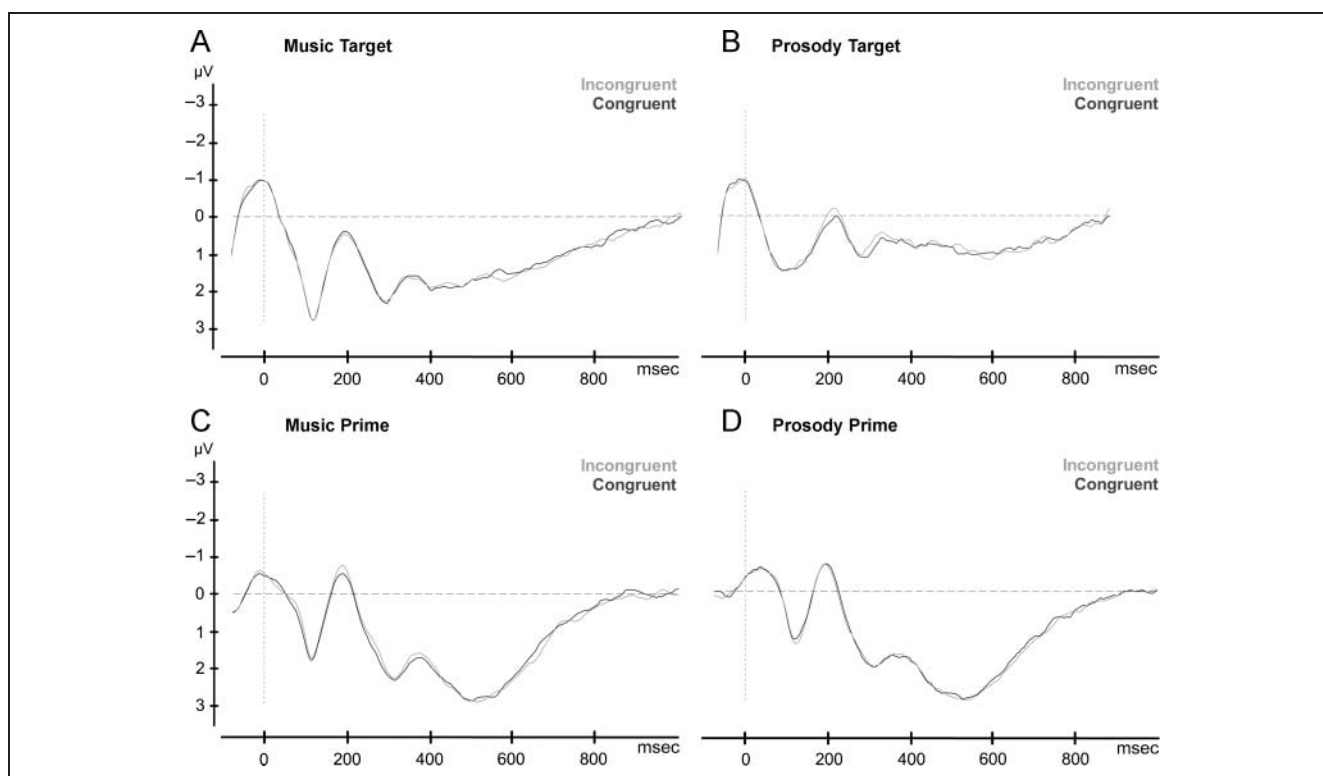 A Music Target
µV
Incongruent
Congruent
–3
–2
–1
0
1
2
3
0 200 400 600 800 msec
B Prosody Target
Incongruent
Congruent
0 200 400 600 800 msec
C Music Prime
µV
Incongruent
Congruent
–3
–2
–1
0
1
2
3
0 200 400 600 800 msec
D Prosody Prime
Incongruent
Congruent
0 200 400 600 800 msec